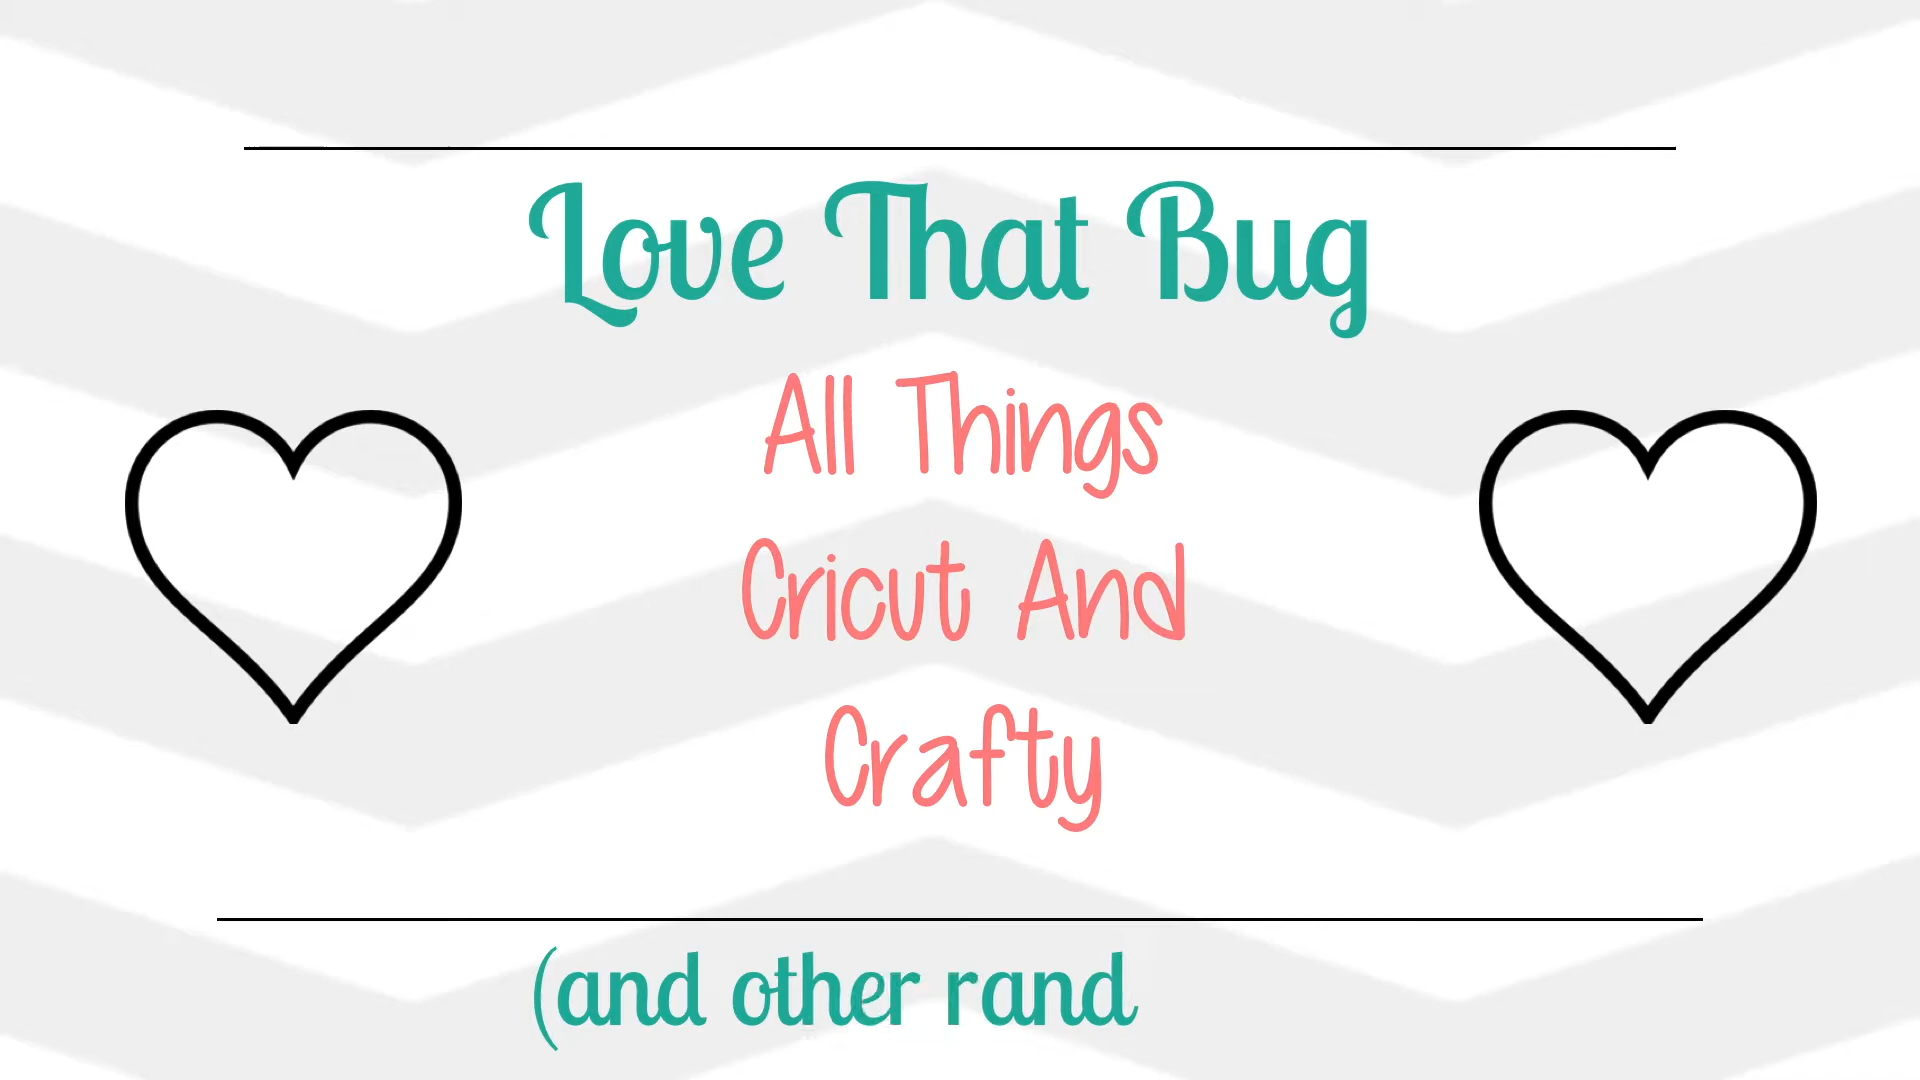 Love That Bug
All Things
Cricut And
Crafty
(and other rand